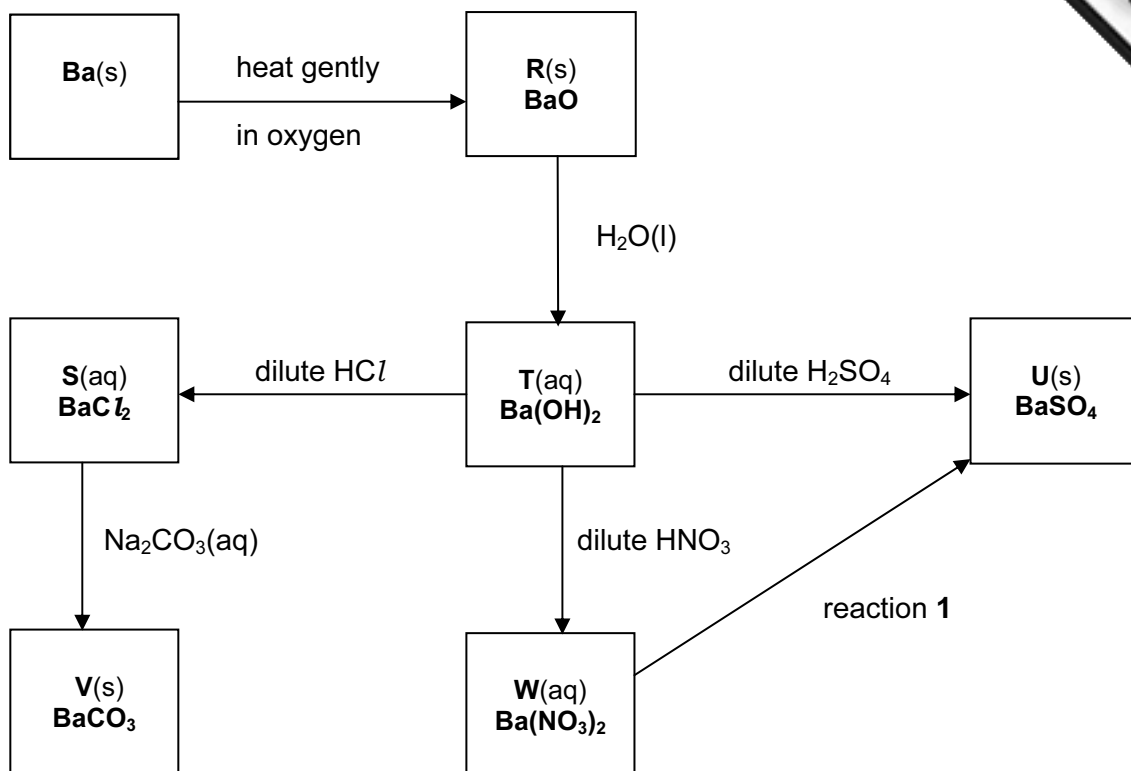 Ba(s)
heat gently
in oxygen
R(s)
BaO
H₂O(l)
S(aq)
BaCl₂
dilute HCl
T(aq)
Ba(OH)₂
dilute H₂SO₄
U(s)
BaSO₄
Na₂CO₃(aq)
dilute HNO₃
reaction 1
V(s)
BaCO₃
W(aq)
Ba(NO₃)₂